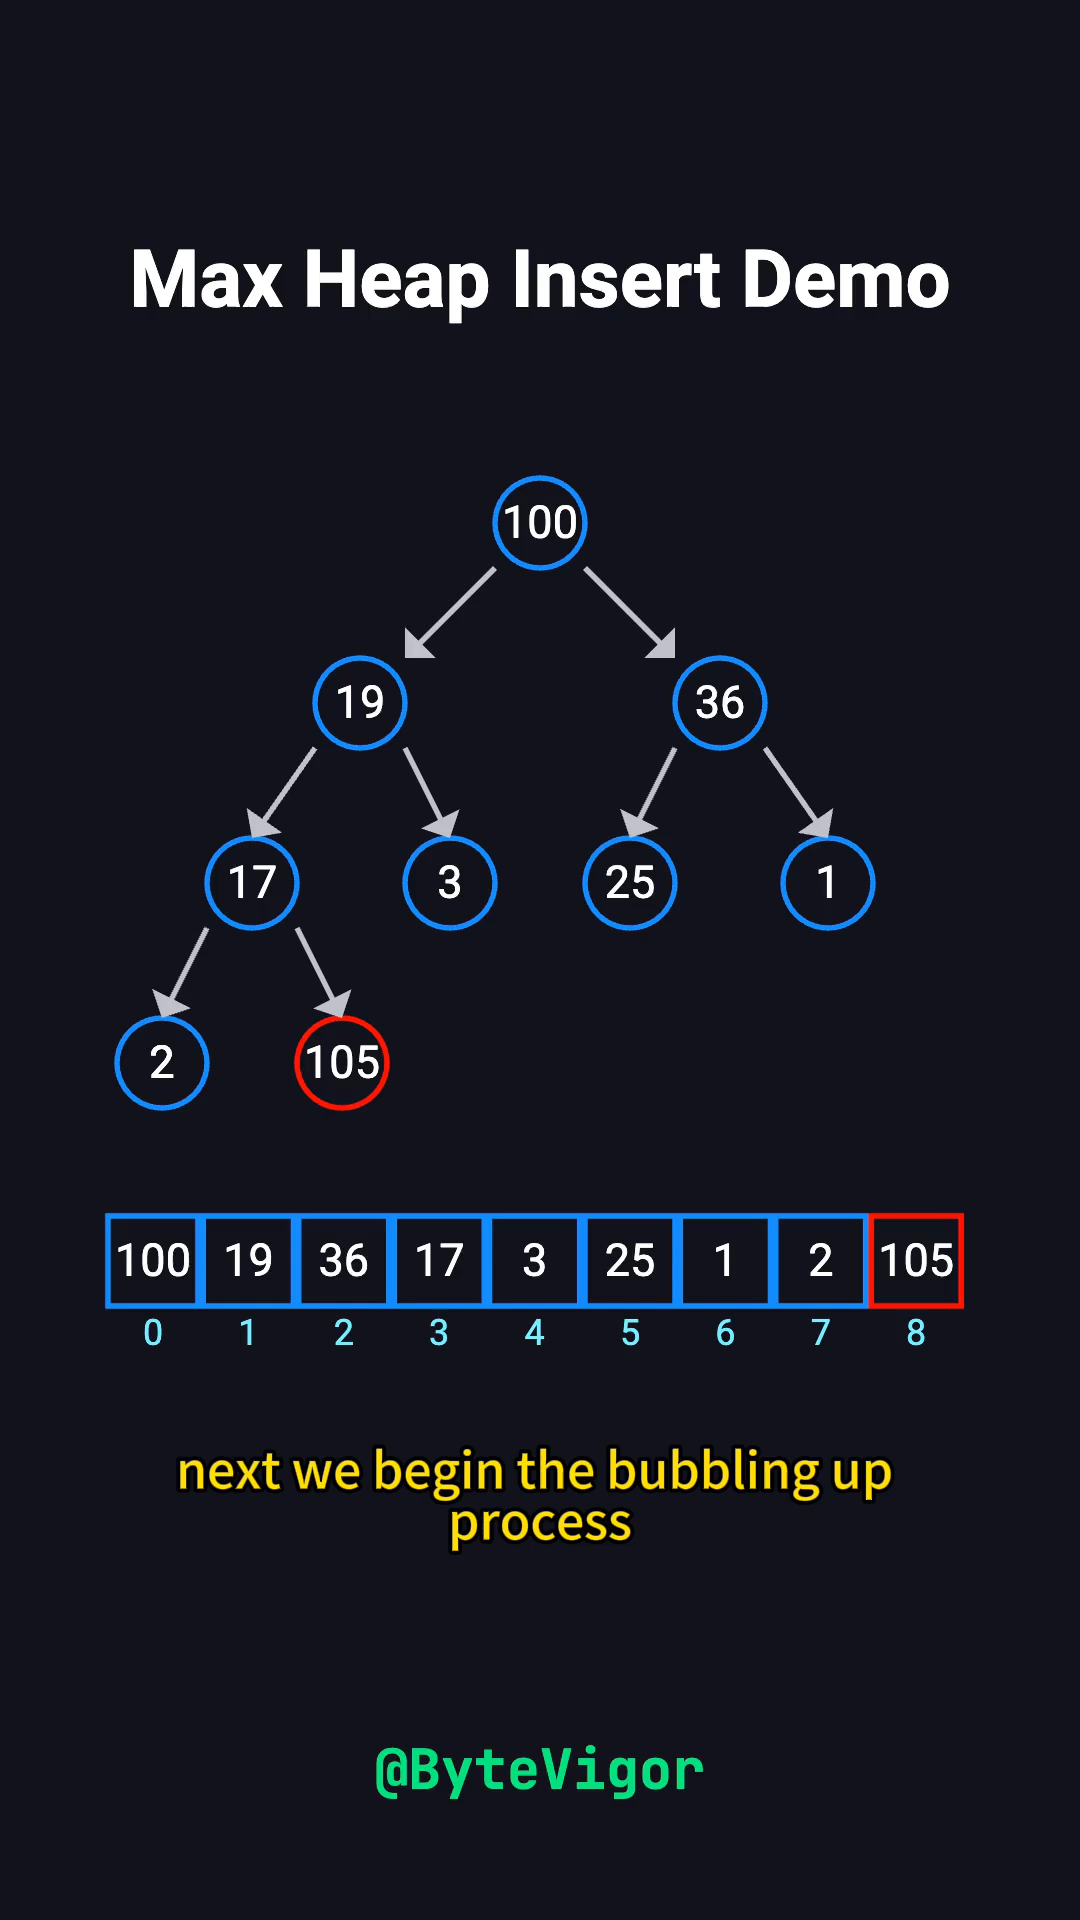 Max Heap Insert Demo
100
19 36
17 3 25 1
2 105
100 19 36 17 3 25 1 2 105
0 1 2 3 4 5 6 7 8
next we begin the bubbling up
process
@ByteVigor